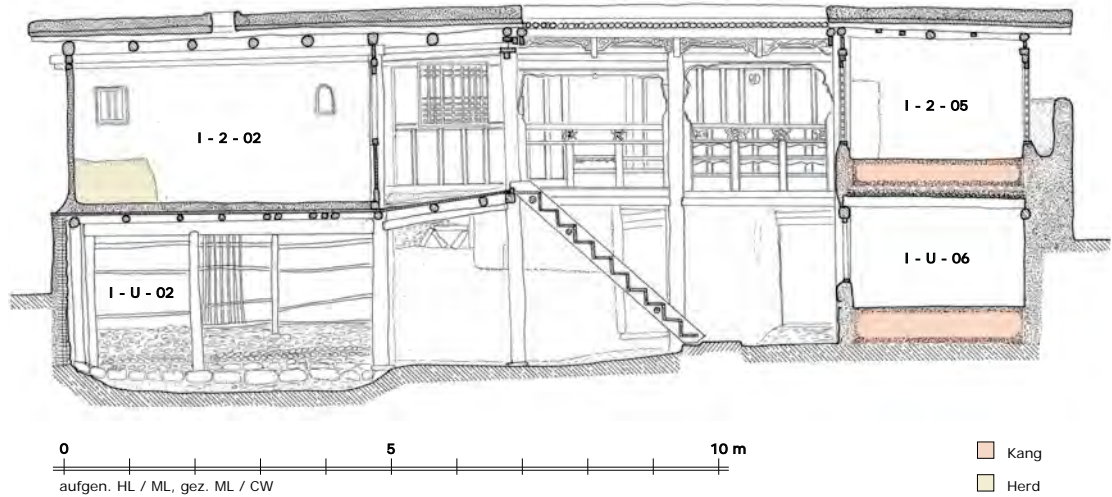 I - 2 - 02
I - 2 - 05
I - U - 02
I - U - 06
0 5 10 m
aufgen. HL / ML, gez. ML / CW
Kang
Herd